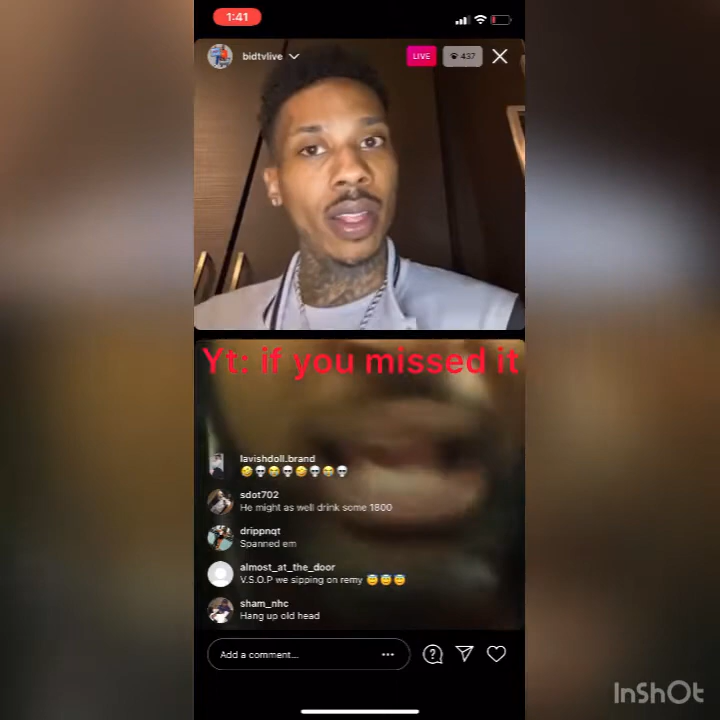 1:41
bidtvlive
LIVE
437
Yt: if you missed it
lavishdoll.brand
🤣💀😂💀🤣💀😂💀
sdot702
He might as well drink some 1800
drippnqt
Spanned em
almost_at_the_door
V.S.O.P we sipping on remy 😇😇😇
sham_nhc
Hang up old head
Add a comment...
InShOt